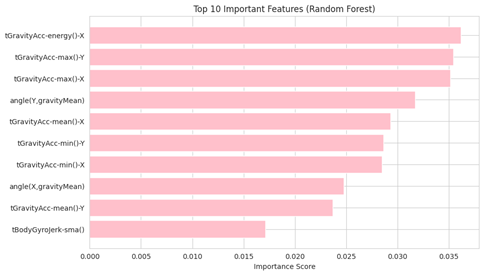 Top 10 Important Features (Random Forest)
tGravityAcc-energy()-X
tGravityAcc-max()-Y
tGravityAcc-max()-X
angle(Y,gravityMean)
tGravityAcc-mean()-X
tGravityAcc-min()-Y
tGravityAcc-min()-X
angle(X,gravityMean)
tGravityAcc-mean()-Y
tBodyGyroJerk-sma()
0.000 0.005 0.010 0.015 0.020 0.025 0.030 0.035
Importance Score